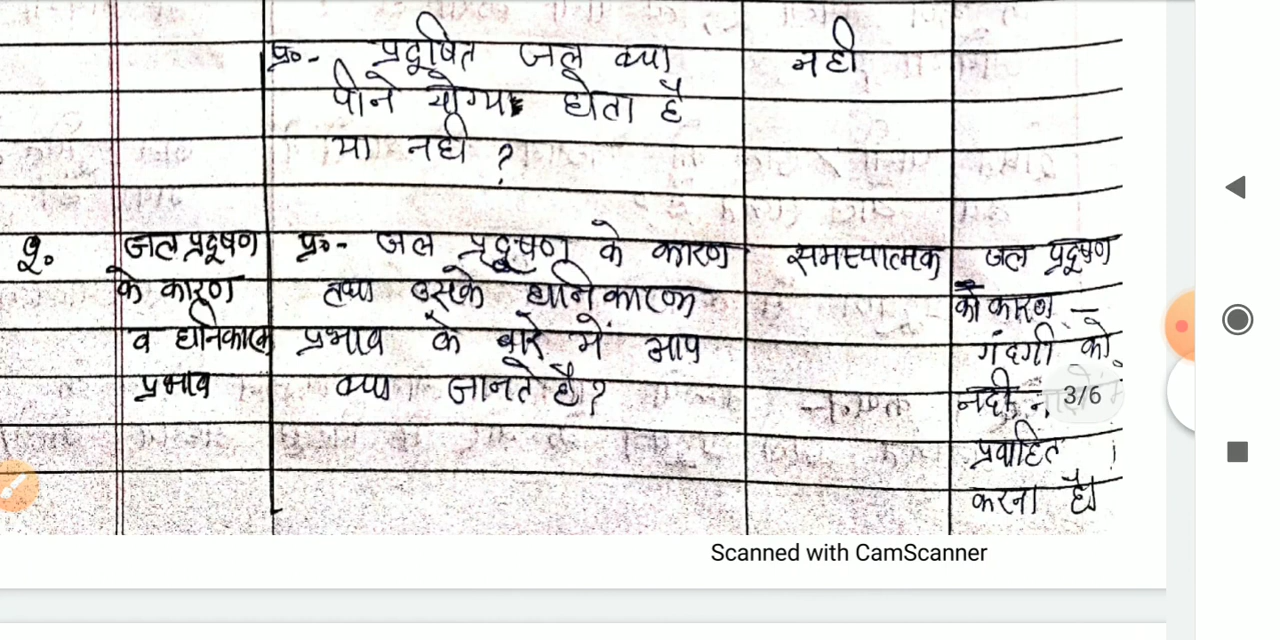 प्र०- प्रदूषित जल क्या नही
पीने योग्य होता है
या नही ?
2. जल प्रदूषण प्र०- जल प्रदूषण के कारण समस्यात्मक जल प्रदूषण
के कारण तथा उसके हानिकारक के कारण –
व हानिकारक प्रभाव के बारे में आप गंदगी को
प्रभाव क्या जानते है? नदी 3/6
प्रवाहित
करना है।
Scanned with CamScanner